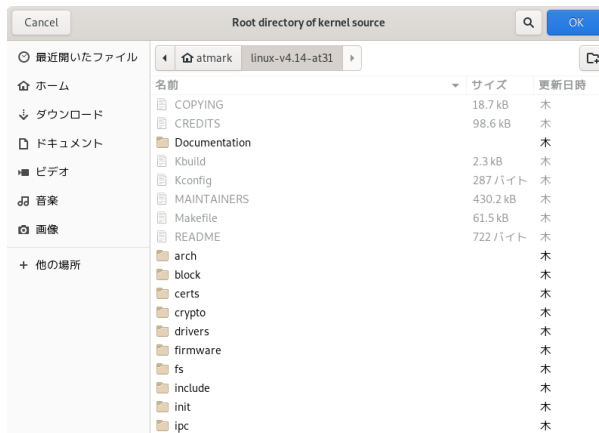 Cancel Root directory of kernel source OK
最近開いたファイル atmark linux-v4.14-at31
ホーム 名前 サイズ 更新日時
COPYING 18.7 kB 木
ダウンロード CREDITS 98.6 kB 木
ドキュメント Documentation 木
Kbuild 2.3 kB 木
ビデオ Kconfig 287 バイト 木
音楽 MAINTAINERS 430.2 kB 木
Makefile 61.5 kB 木
画像 README 722 バイト 木
arch 木
+ 他の場所 block 木
certs 木
crypto 木
drivers 木
firmware 木
fs 木
include 木
init 木
ipc 木